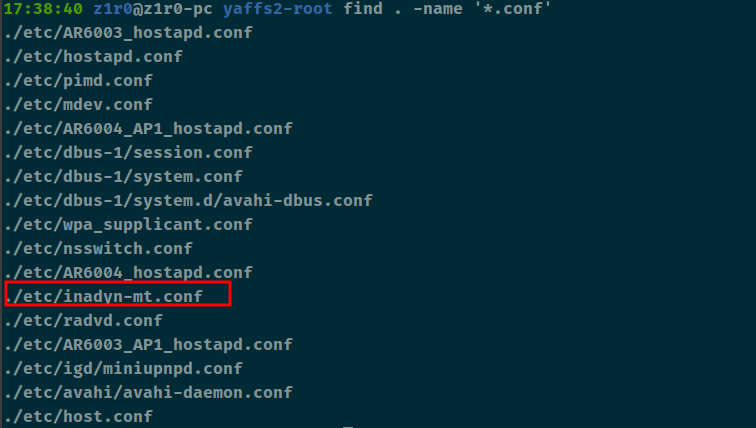 17:38:40 z1r0@z1r0-pc yaffs2-root find . -name '*.conf'
./etc/AR6003_hostapd.conf
./etc/hostapd.conf
./etc/pimd.conf
./etc/mdev.conf
./etc/AR6004_AP1_hostapd.conf
./etc/dbus-1/session.conf
./etc/dbus-1/system.conf
./etc/dbus-1/system.d/avahi-dbus.conf
./etc/wpa_supplicant.conf
./etc/nsswitch.conf
./etc/AR6004_hostapd.conf
./etc/inadyn-mt.conf
./etc/radvd.conf
./etc/AR6003_AP1_hostapd.conf
./etc/igd/miniupnpd.conf
./etc/avahi/avahi-daemon.conf
./etc/host.conf